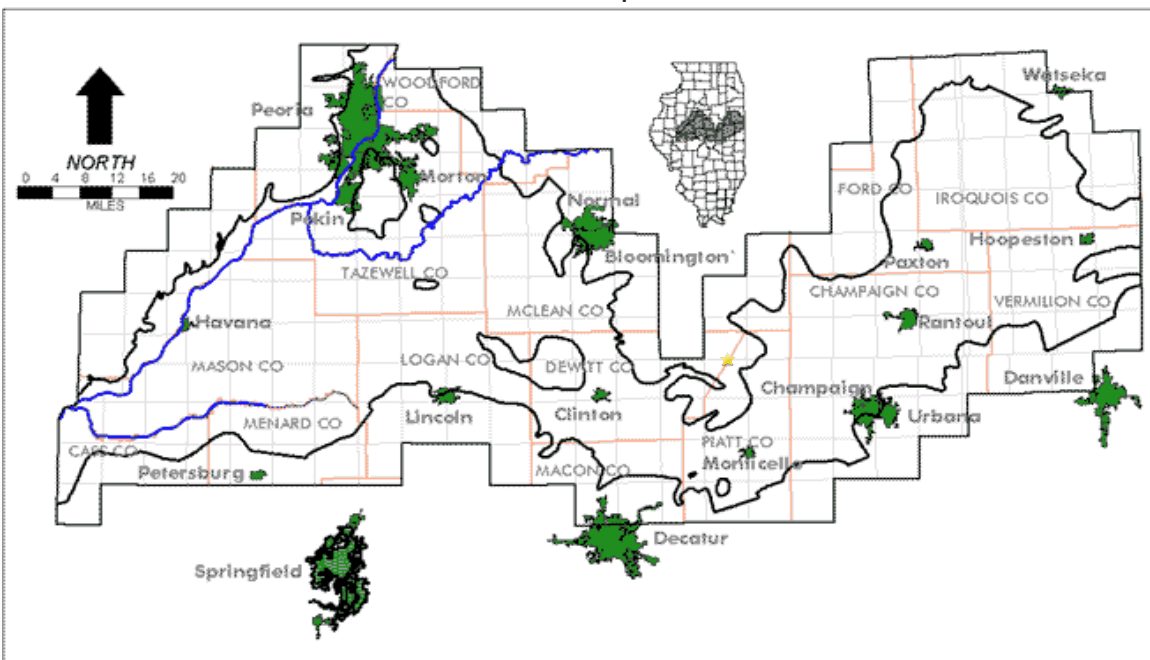 WOODFORD
CO
Peoria
Watseka
NORTH
0 4 8 12 16 20
MILES
Morton
Pekin
Normal
Bloomington
FORD CO
IROQUOIS CO
Hoopeston
Paxton
TAZEWELL CO
CHAMPAIGN CO
VERMILION CO
MCLEAN CO
Havana
Rantoul
MASON CO
LOGAN CO
DEWITT CO
Champaign
Danville
Lincoln
Clinton
Urbana
MENARD CO
CASS CO
PIATT CO
Petersburg
MACON CO
Monticello
Decatur
Springfield